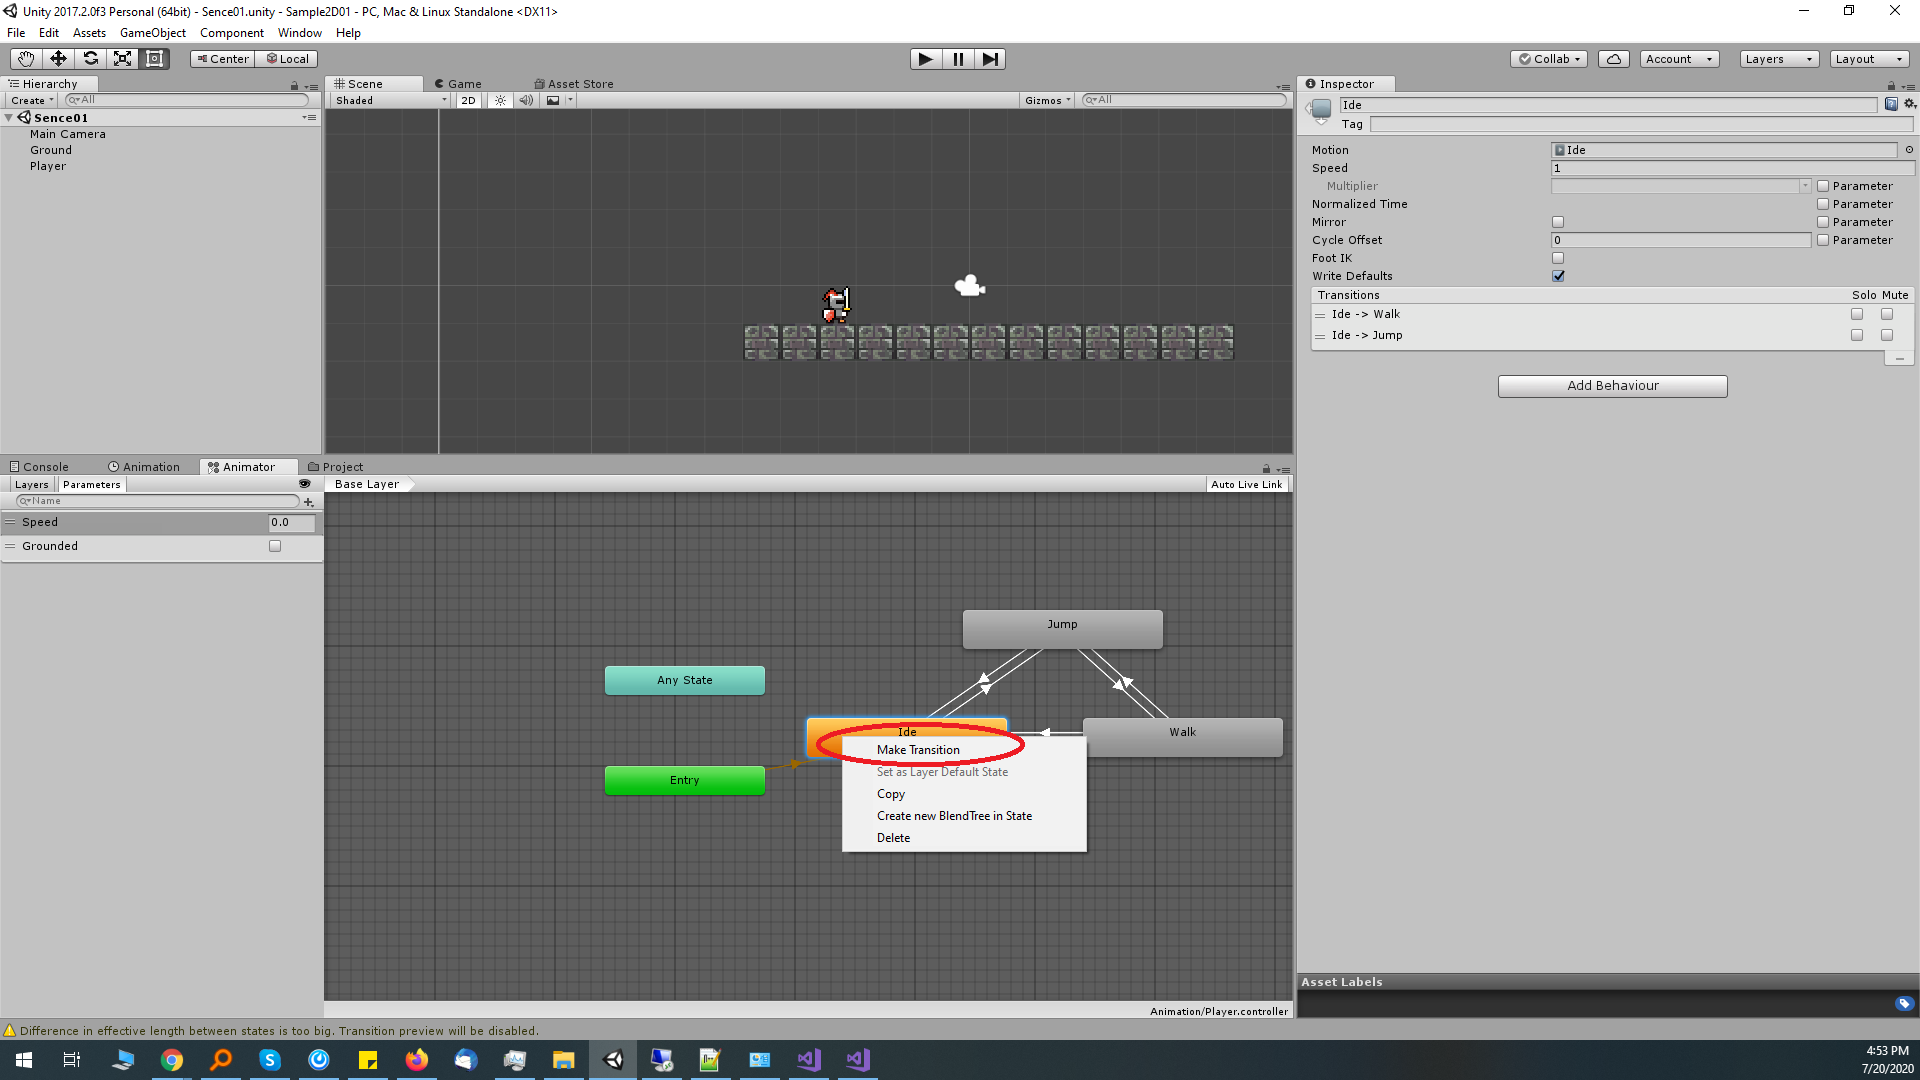 Unity 2017.2.0f3 Personal (64bit) - Sence01.unity - Sample2D01 - PC, Mac & Linux Standalone <DX11>
File Edit Assets GameObject Component Window Help
Center Local Collab Account Layers Layout
Hierarchy
Create All
Sence01
Main Camera
Ground
Player
Scene Game Asset Store
Shaded 2D Gizmos All
Inspector
Ide
Tag
Motion Ide
Speed 1
Multiplier Parameter
Normalized Time Parameter
Mirror Parameter
Cycle Offset 0 Parameter
Foot IK
Write Defaults
Transitions Solo Mute
Ide -> Walk
Ide -> Jump
Add Behaviour
Console Animation Animator Project
Layers Parameters
Base Layer Auto Live Link
Name
Speed 0.0
Grounded
Jump
Any State
Ide
Walk
Entry
Make Transition
Set as Layer Default State
Copy
Create new BlendTree in State
Delete
Animation/Player.controller
Asset Labels
Difference in effective length between states is too big. Transition preview will be disabled.
4:53 PM
7/20/2020